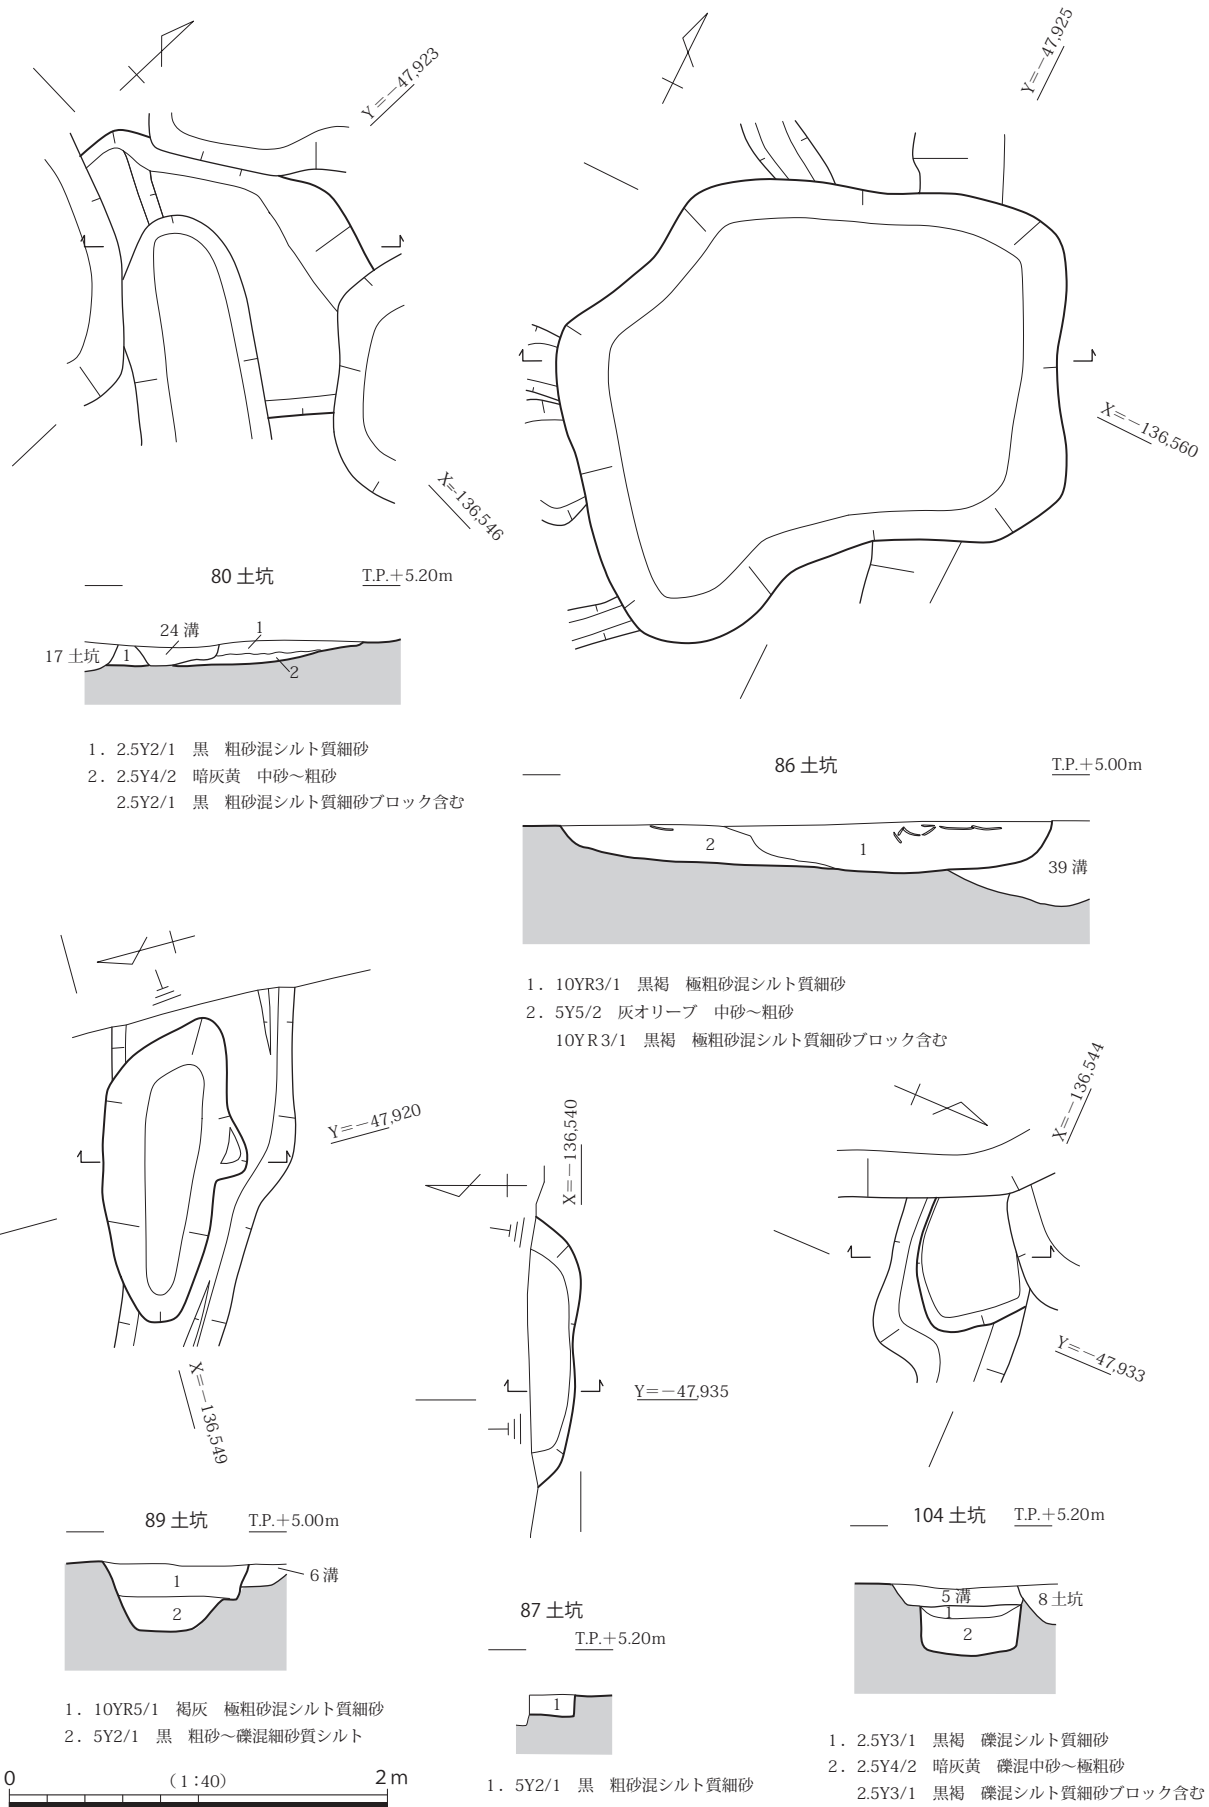 Y=－47,923
X=-136,546
80 土坑
T.P.＋5.20m
24 溝
1
17 土坑
1
2
1．2.5Y2/1　黒　粗砂混シルト質細砂
2．2.5Y4/2　暗灰黄　中砂～粗砂
2.5Y2/1　黒　粗砂混シルト質細砂ブロック含む
Y=－47,925
X=－136,560
86 土坑
T.P.＋5.00m
2
1
39 溝
1．10YR3/1　黒褐　極粗砂混シルト質細砂
2．5Y5/2　灰オリーブ　中砂～粗砂
10YＲ3/1　黒褐　極粗砂混シルト質細砂ブロック含む
Y=－47,920
X=－136,549
89 土坑
T.P.＋5.00m
6 溝
1
2
1．10YR5/1　褐灰　極粗砂混シルト質細砂
2．5Y2/1　黒　粗砂～礫混細砂質シルト
X=－136,540
Y=－47,935
87 土坑
T.P.＋5.20m
1
1．5Y2/1　黒　粗砂混シルト質細砂
X=－136,544
Y=－47,933
104 土坑
T.P.＋5.20m
5 溝
8 土坑
1
2
1．2.5Y3/1　黒褐　礫混シルト質細砂
2．2.5Y4/2　暗灰黄　礫混中砂～極粗砂
2.5Y3/1　黒褐　礫混シルト質細砂ブロック含む
0
（1：40）
2 m